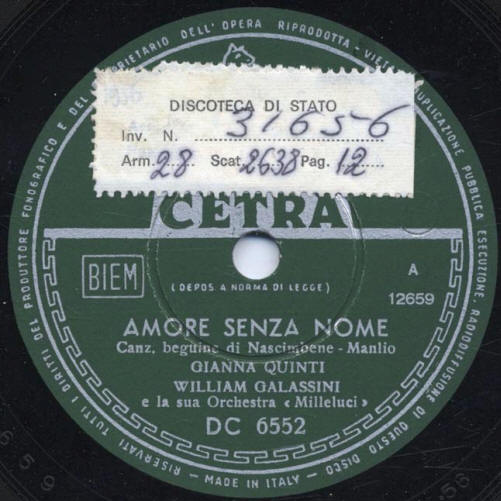 E DEL PROPRIETARIO DELL'OPERA RIPRODOTTA - VIETATA DUPLICAZIONE, PUBBLICA ESECUZIONE, RADIODIFFUSIONE DI QUESTO DISCO
RISERVATI TUTTI I DIRITTI DEL PRODUTTORE FONOGRAFICO
DISCOTECA DI STATO
Inv. N. 31656
Arm. 28 Scat. 2638 Pag. 12
CETRA
BIEM
(DEPOS. A NORMA DI LEGGE)
A
12659
AMORE SENZA NOME
Canz. beguine di Nascimbene - Manlio
GIANNA QUINTI
WILLIAM GALASSINI
e la sua Orchestra « Milleluci »
DC 6552
- MADE IN ITALY -